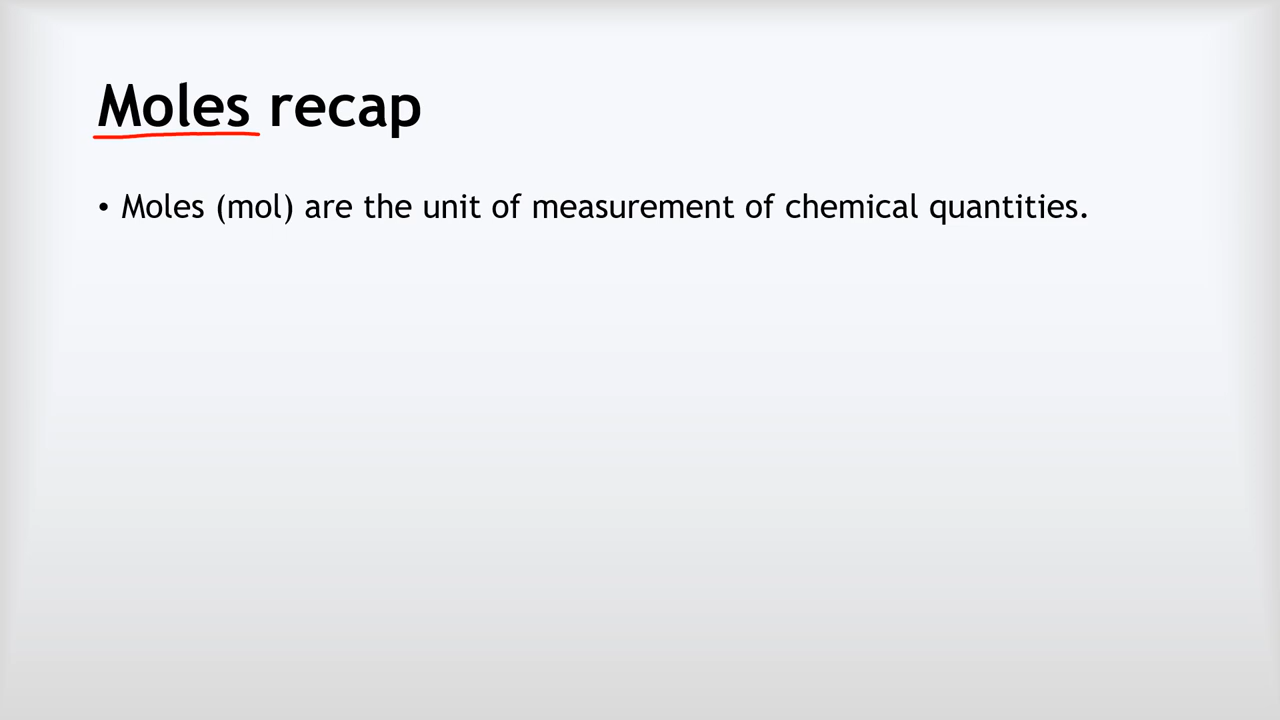 Moles recap
• Moles (mol) are the unit of measurement of chemical quantities.